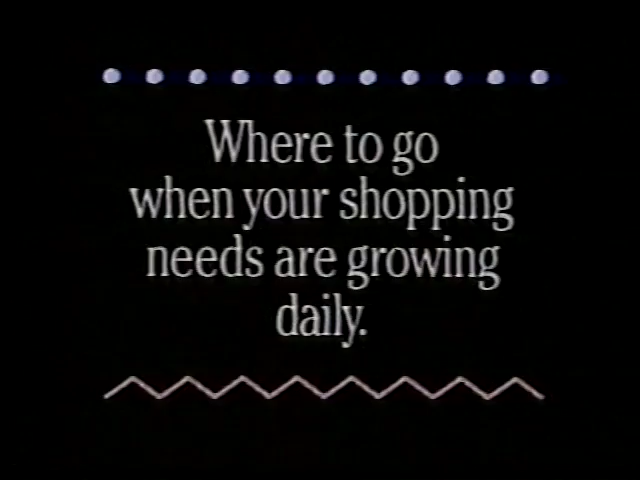 Where to go
when your shopping
needs are growing
daily.